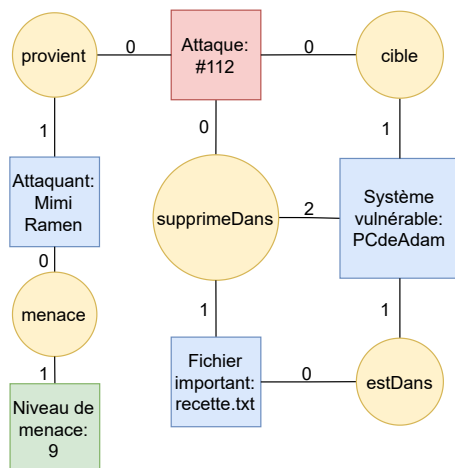 provient
0
Attaque:
#112
0
cible
1
0
1
Attaquant:
Mimi
Ramen
supprimeDans
2
Système
vulnérable:
PCdeAdam
0
menace
1
1
1
Fichier
important:
recette.txt
0
estDans
Niveau de
menace:
9